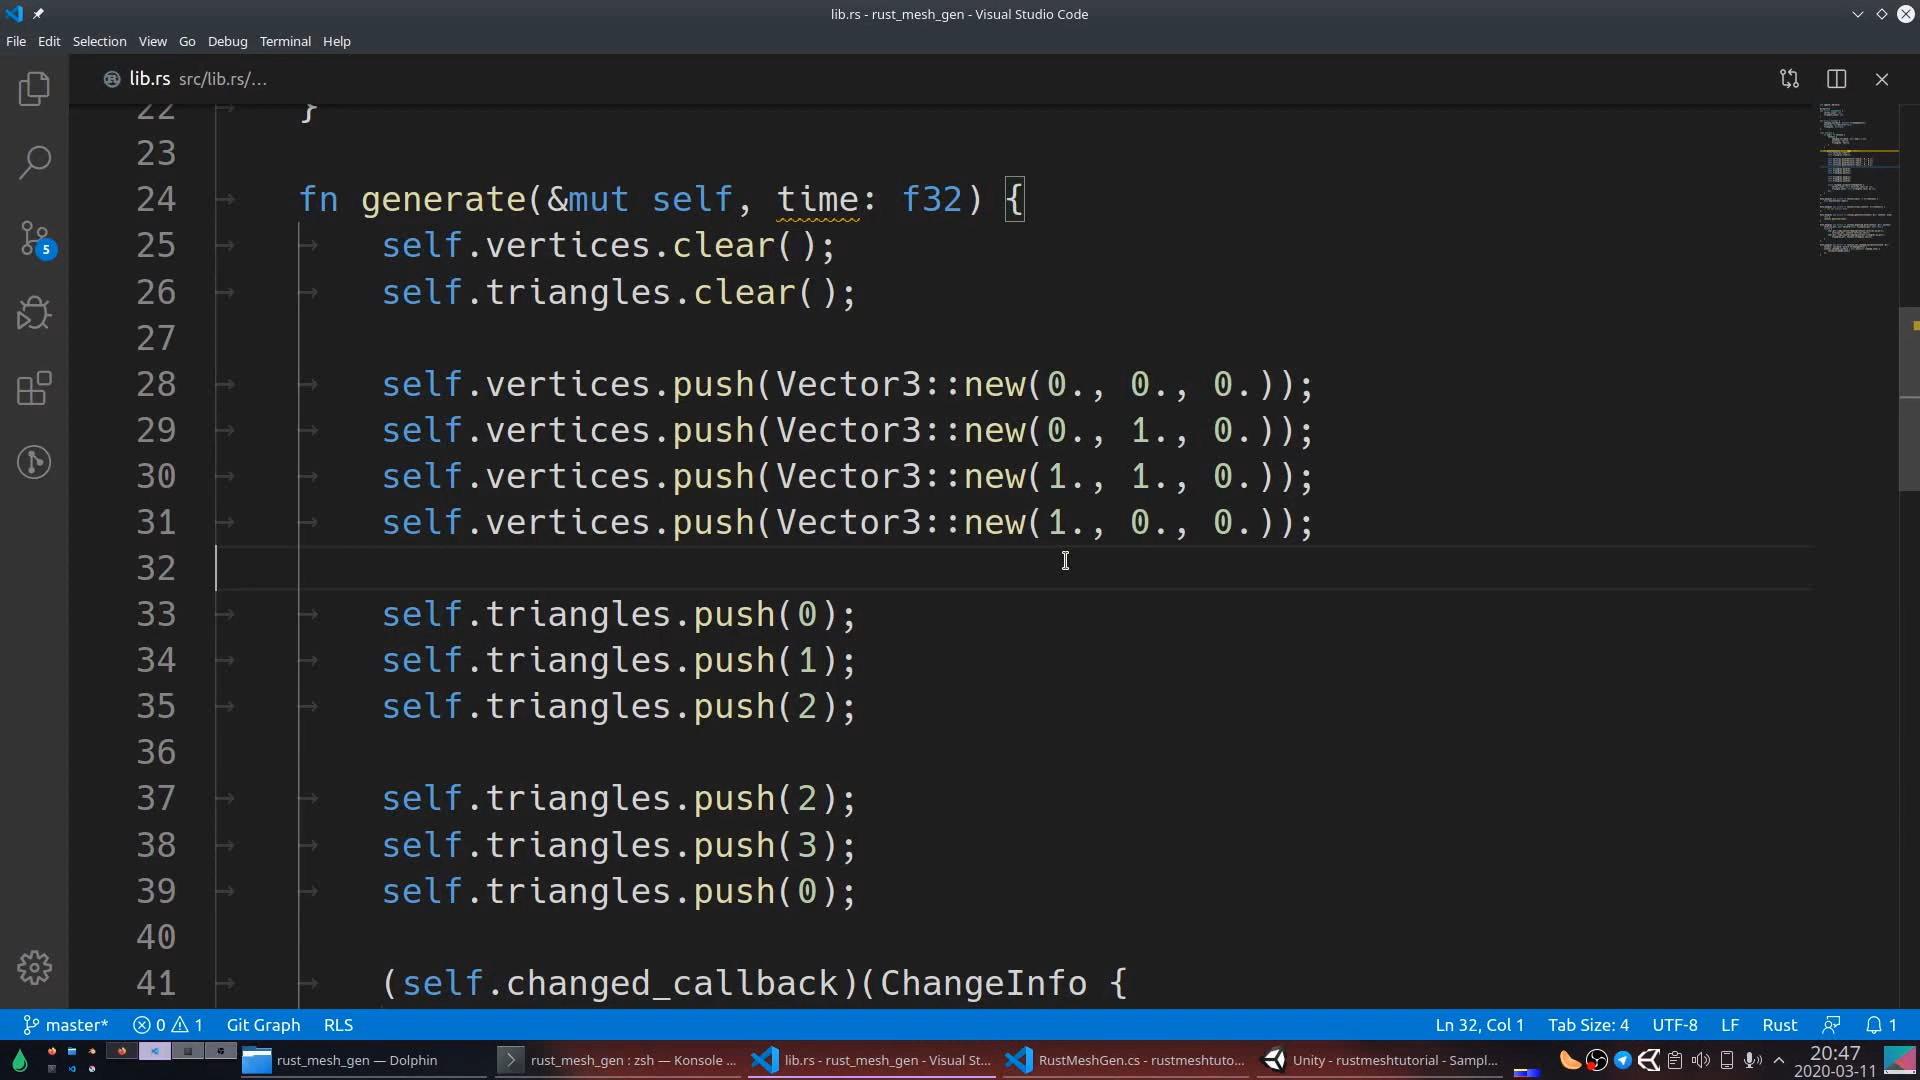 lib.rs - rust_mesh_gen - Visual Studio Code
File Edit Selection View Go Debug Terminal Help
lib.rs src/lib.rs/...
22 }
23
24 fn generate(&mut self, time: f32) {
25 self.vertices.clear();
26 self.triangles.clear();
27
28 self.vertices.push(Vector3::new(0., 0., 0.));
29 self.vertices.push(Vector3::new(0., 1., 0.));
30 self.vertices.push(Vector3::new(1., 1., 0.));
31 self.vertices.push(Vector3::new(1., 0., 0.));
32
33 self.triangles.push(0);
34 self.triangles.push(1);
35 self.triangles.push(2);
36
37 self.triangles.push(2);
38 self.triangles.push(3);
39 self.triangles.push(0);
40
41 (self.changed_callback)(ChangeInfo {
5
master* 0 1 Git Graph RLS Ln 32, Col 1 Tab Size: 4 UTF-8 LF Rust 1
rust_mesh_gen — Dolphin rust_mesh_gen : zsh — Konsole ... lib.rs - rust_mesh_gen - Visual St... RustMeshGen.cs - rustmeshtuto... Unity - rustmeshtutorial - Sampl... 20:47
2020-03-11